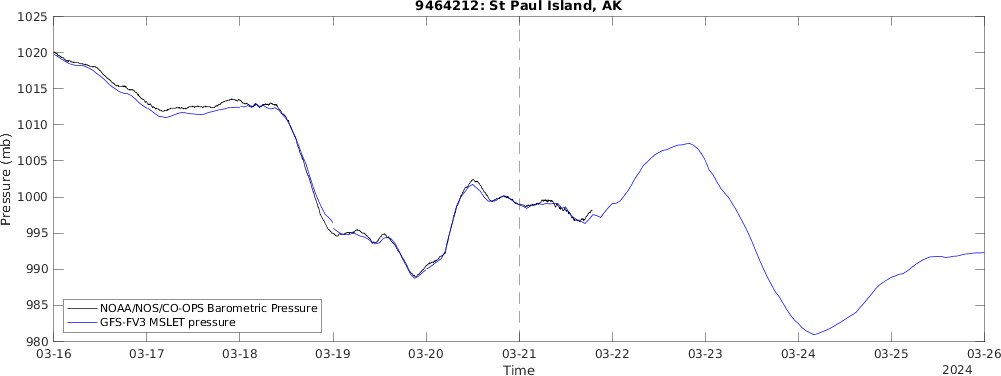 9464212: St Paul Island, AK
1025
1020
1015
1010
1005
1000
995
990
985
980
Pressure (mb)
NOAA/NOS/CO-OPS Barometric Pressure
GFS-FV3 MSLET pressure
03-16 03-17 03-18 03-19 03-20 03-21 03-22 03-23 03-24 03-25 03-26
Time
2024